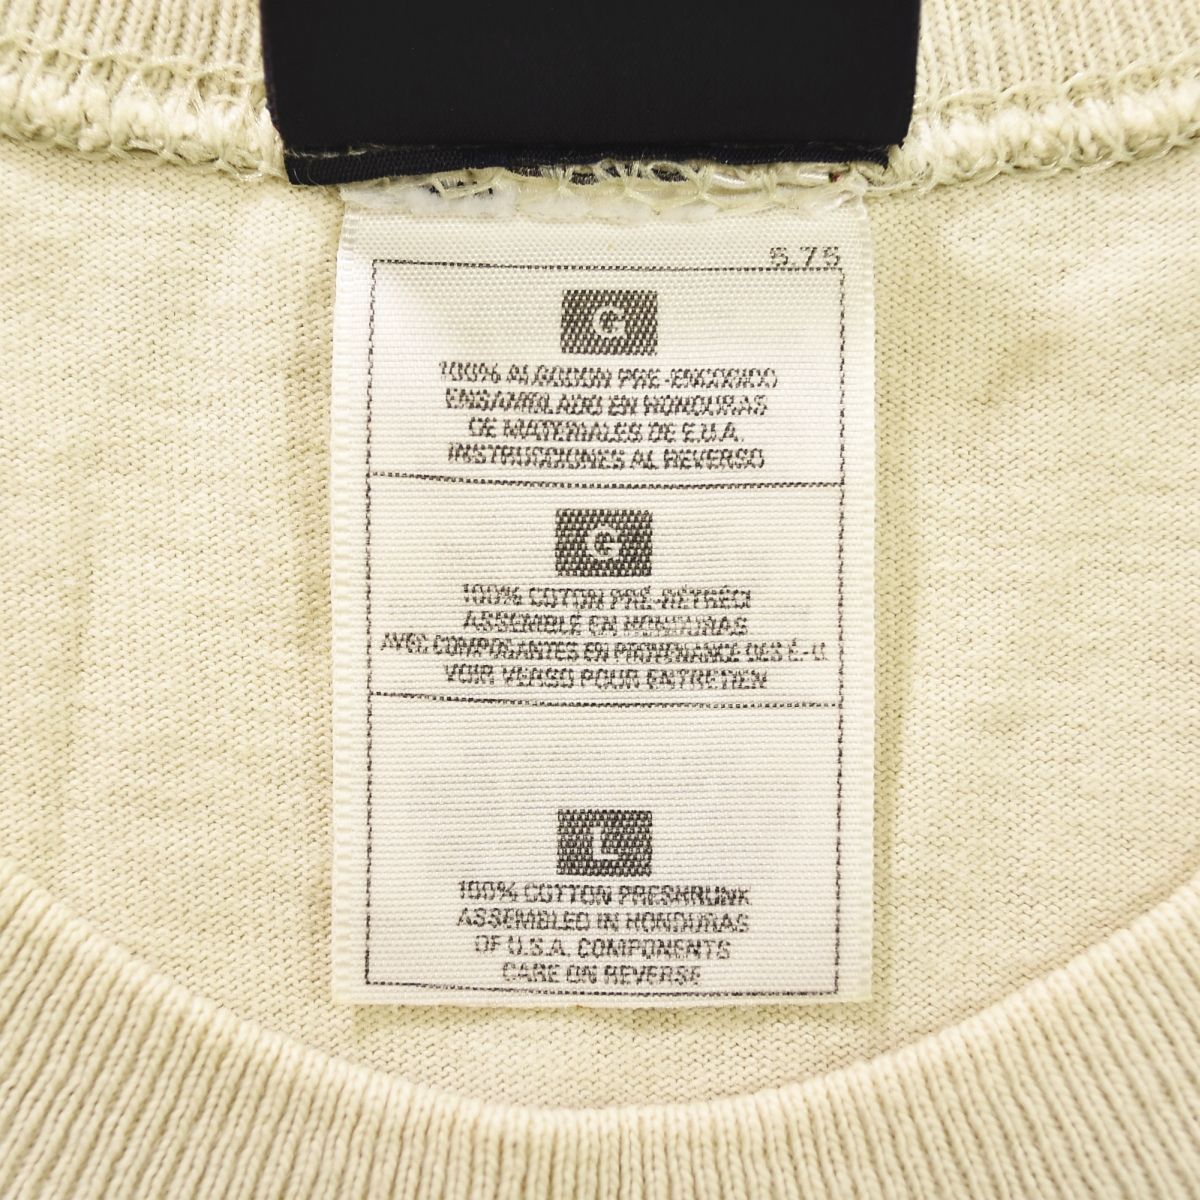 5.75
G
100% ALGODON PRE-ENCOGIDO
ENSAMBLADO EN HONDURAS
DE MATERIALES DE E.U.A.
INSTRUCCIONES AL REVERSO
G
100% COTON PRÉ-RÉTRÉCI
ASSEMBLÉ EN HONDURAS
AVEC COMPOSANTES EN PROVENANCE DES É.-U.
VOIR VERSO POUR ENTRETIEN
L
100% COTTON PRESHRUNK
ASSEMBLED IN HONDURAS
OF U.S.A. COMPONENTS
CARE ON REVERSE